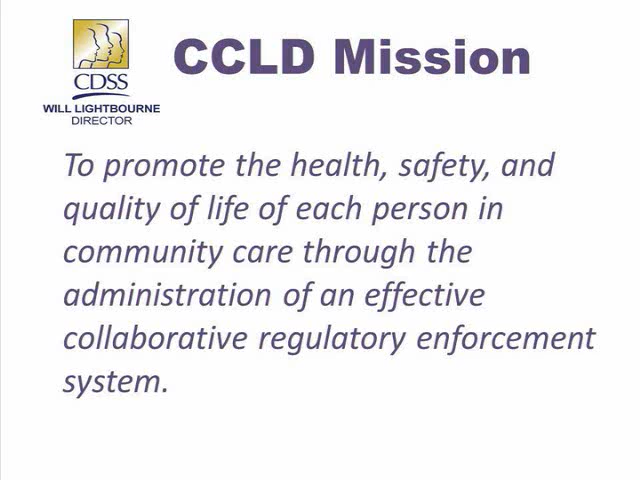 CCLD Mission
CDSS
WILL LIGHTBOURNE
DIRECTOR
To promote the health, safety, and
quality of life of each person in
community care through the
administration of an effective
collaborative regulatory enforcement
system.